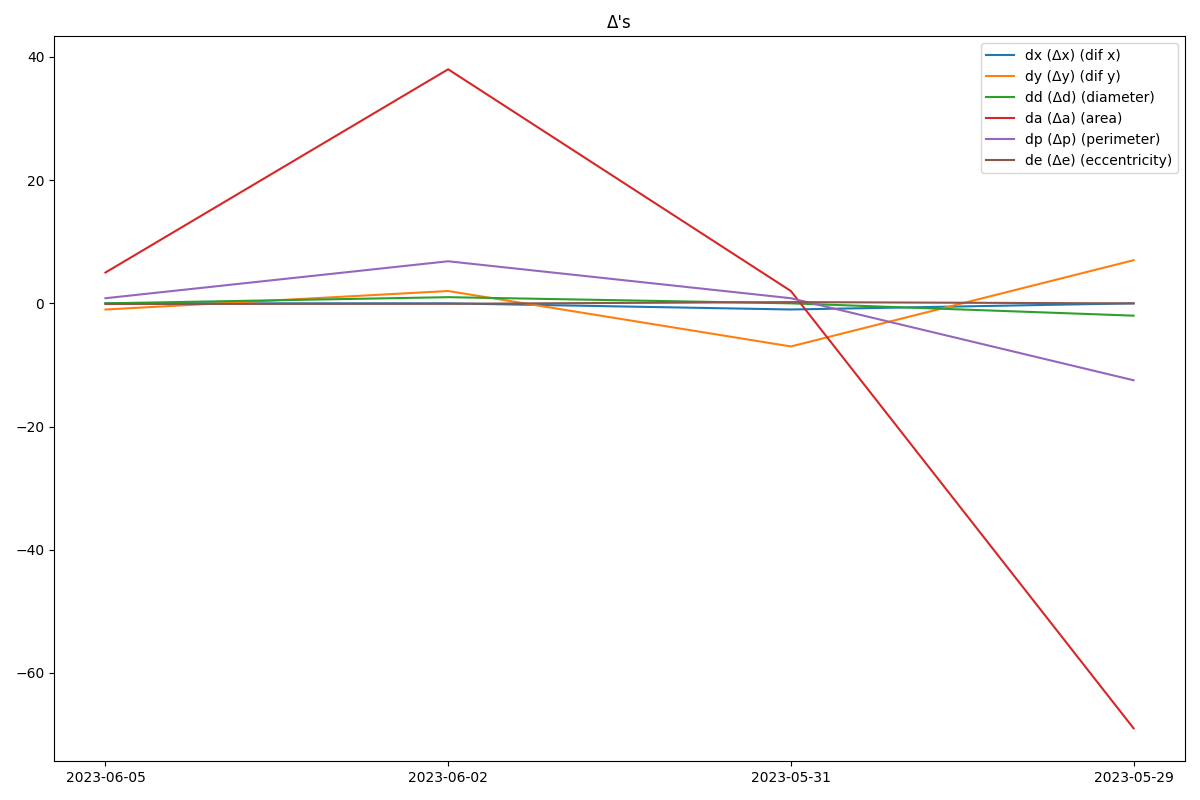 Δ's
dx (Δx) (dif x)
dy (Δy) (dif y)
dd (Δd) (diameter)
da (Δa) (area)
dp (Δp) (perimeter)
de (Δe) (eccentricity)
40
20
0
−20
−40
−60
2023-06-05 2023-06-02 2023-05-31 2023-05-29